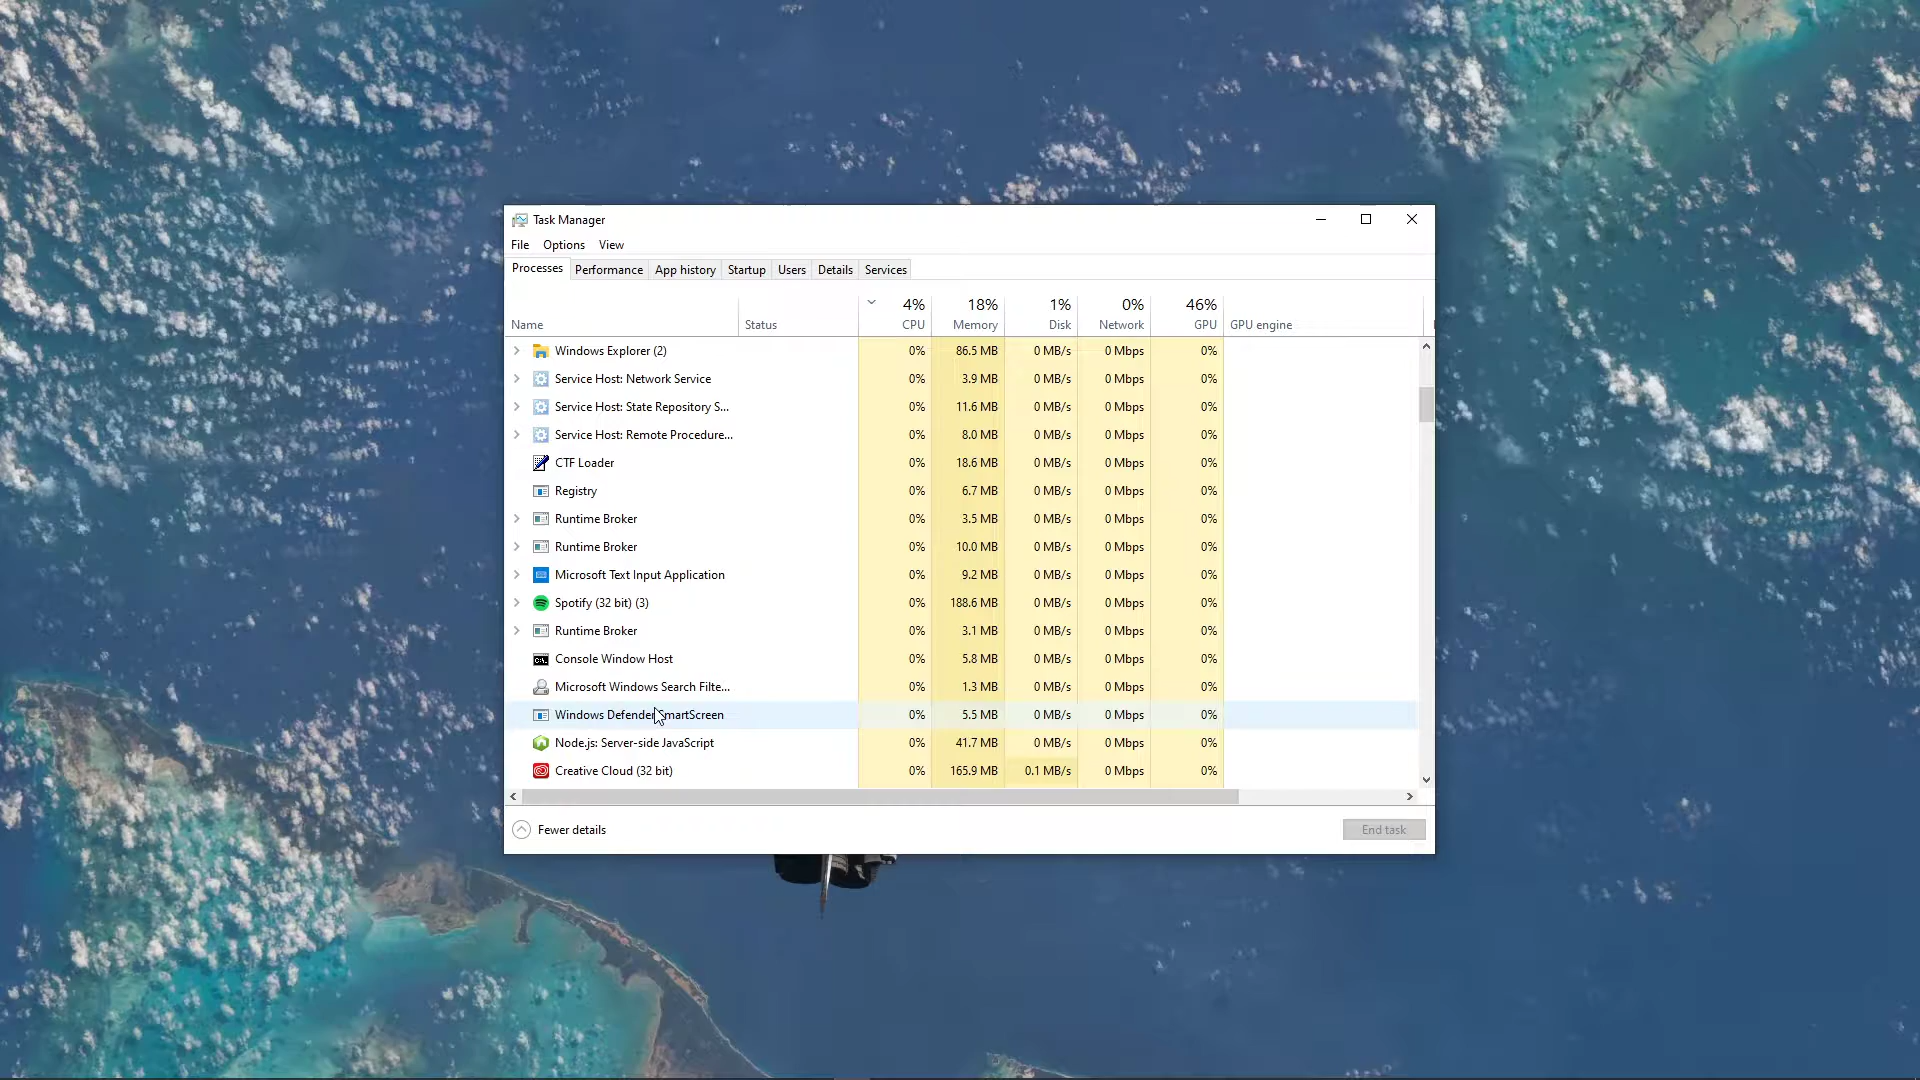 Task Manager
File Options View
Processes Performance App history Startup Users Details Services
4% 18% 1% 0% 46%
Name Status CPU Memory Disk Network GPU GPU engine
Windows Explorer (2) 0% 86.5 MB 0 MB/s 0 Mbps 0%
Service Host: Network Service 0% 3.9 MB 0 MB/s 0 Mbps 0%
Service Host: State Repository S... 0% 11.6 MB 0 MB/s 0 Mbps 0%
Service Host: Remote Procedure... 0% 8.0 MB 0 MB/s 0 Mbps 0%
CTF Loader 0% 18.6 MB 0 MB/s 0 Mbps 0%
Registry 0% 6.7 MB 0 MB/s 0 Mbps 0%
Runtime Broker 0% 3.5 MB 0 MB/s 0 Mbps 0%
Runtime Broker 0% 10.0 MB 0 MB/s 0 Mbps 0%
Microsoft Text Input Application 0% 9.2 MB 0 MB/s 0 Mbps 0%
Spotify (32 bit) (3) 0% 188.6 MB 0 MB/s 0 Mbps 0%
Runtime Broker 0% 3.1 MB 0 MB/s 0 Mbps 0%
Console Window Host 0% 5.8 MB 0 MB/s 0 Mbps 0%
Microsoft Windows Search Filte... 0% 1.3 MB 0 MB/s 0 Mbps 0%
Windows Defender SmartScreen 0% 5.5 MB 0 MB/s 0 Mbps 0%
Node.js: Server-side JavaScript 0% 41.7 MB 0 MB/s 0 Mbps 0%
Creative Cloud (32 bit) 0% 165.9 MB 0.1 MB/s 0 Mbps 0%
Fewer details End task